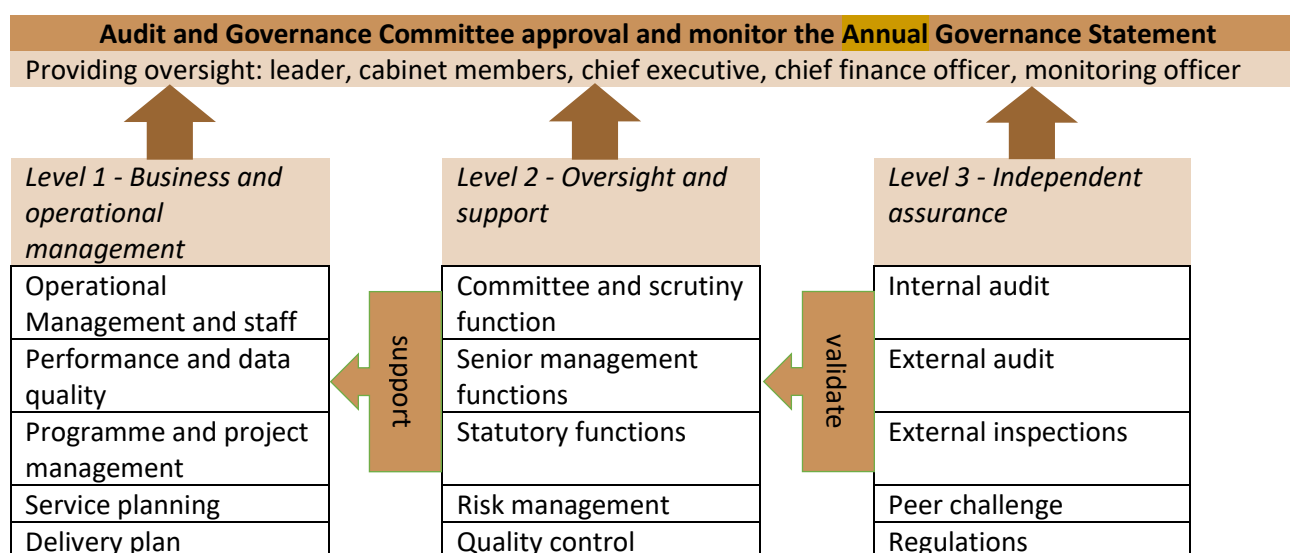 Audit and Governance Committee approval and monitor the Annual Governance Statement
Providing oversight: leader, cabinet members, chief executive, chief finance officer, monitoring officer
Level 1 - Business and
operational
management
Operational
Management and staff
Performance and data
quality
Programme and project
management
Service planning
Delivery plan
support
Level 2 - Oversight and
support
Committee and scrutiny
function
Senior management
functions
Statutory functions
Risk management
Quality control
validate
Level 3 - Independent
assurance
Internal audit
External audit
External inspections
Peer challenge
Regulations